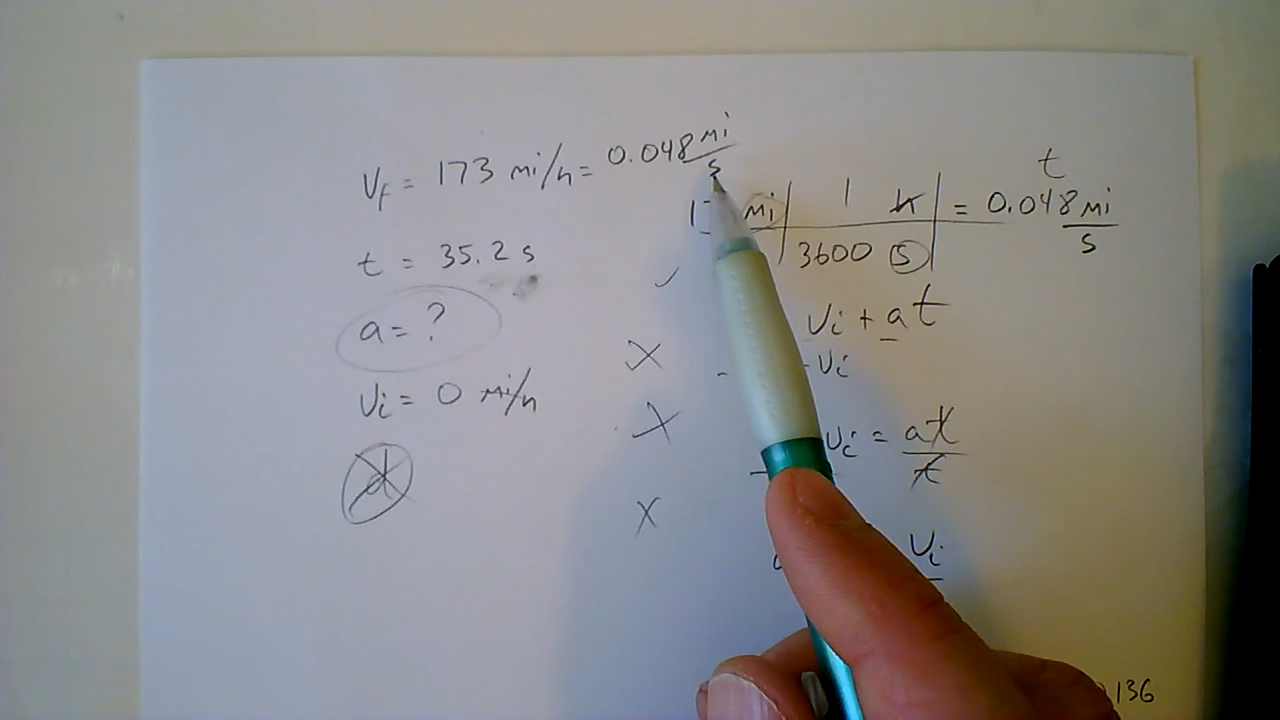 Vf = 173 mi/h = 0.048 mi/s
mi | 1 h | = 0.048 mi/s
3600 s
t
t = 35.2 s
a = ?
Vi + at
- Vi
Vi = 0 mi/h
Vi = at/t
d
Vi
136